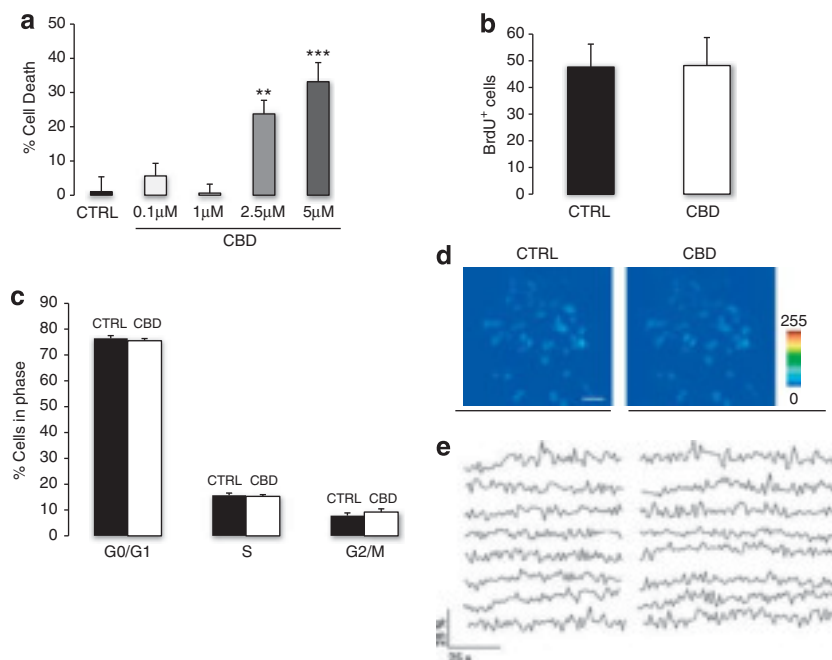 a
50
40
30
20
10
0
% Cell Death
**
***
CTRL
0.1μM
1μM
2.5μM
5μM
CBD
b
60
50
40
30
20
10
0
BrdU+ cells
CTRL
CBD
c
90
80
70
60
50
40
30
20
10
0
% Cells in phase
CTRL CBD
CTRL CBD
CTRL CBD
G0/G1
S
G2/M
d
CTRL
CBD
255
0
e